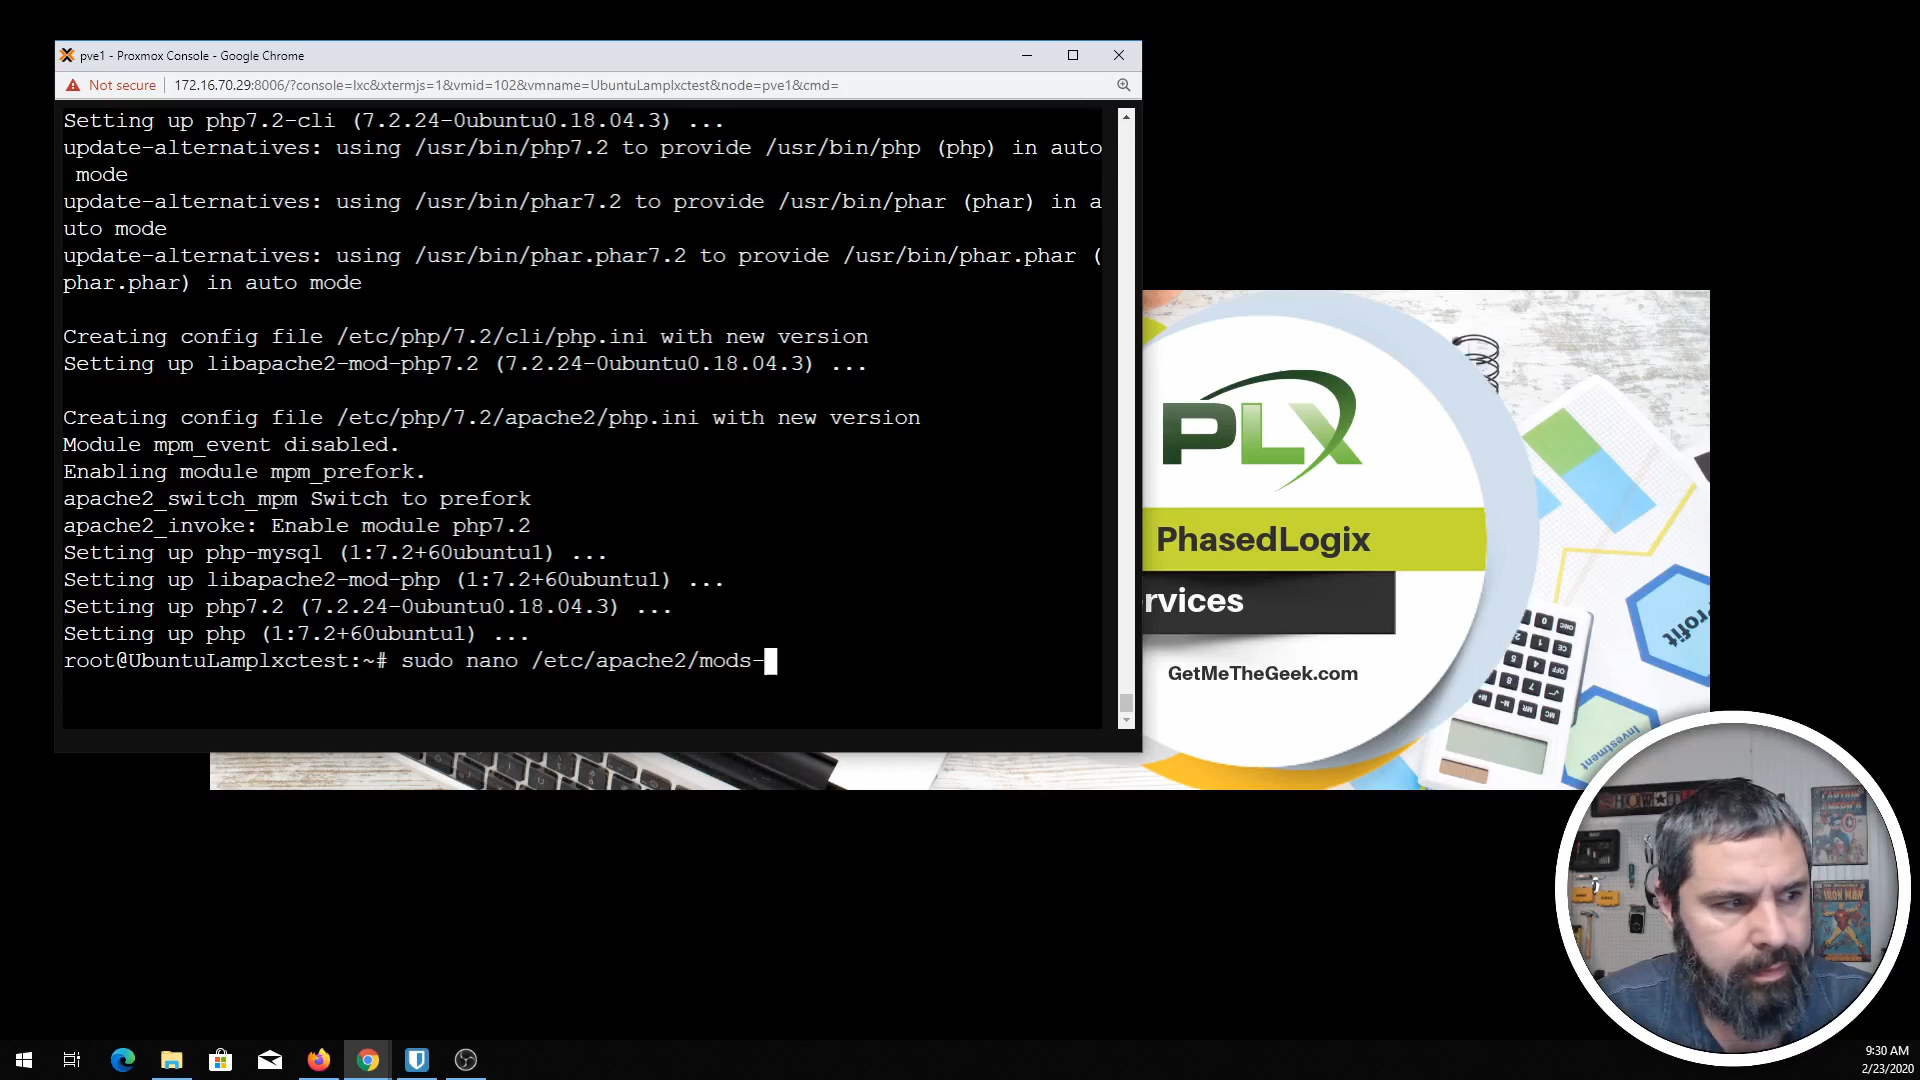 pve1 - Proxmox Console - Google Chrome
Not secure
172.16.70.29:8006/?console=lxc&xtermjs=1&vmid=102&vmname=UbuntuLamplxctest&node=pve1&cmd=
Setting up php7.2-cli (7.2.24-0ubuntu0.18.04.3) ...
update-alternatives: using /usr/bin/php7.2 to provide /usr/bin/php (php) in auto
mode
update-alternatives: using /usr/bin/phar7.2 to provide /usr/bin/phar (phar) in a
uto mode
update-alternatives: using /usr/bin/phar.phar7.2 to provide /usr/bin/phar.phar (
phar.phar) in auto mode
Creating config file /etc/php/7.2/cli/php.ini with new version
Setting up libapache2-mod-php7.2 (7.2.24-0ubuntu0.18.04.3) ...
Creating config file /etc/php/7.2/apache2/php.ini with new version
Module mpm_event disabled.
Enabling module mpm_prefork.
apache2_switch_mpm Switch to prefork
apache2_invoke: Enable module php7.2
Setting up php-mysql (1:7.2+60ubuntu1) ...
Setting up libapache2-mod-php (1:7.2+60ubuntu1) ...
Setting up php7.2 (7.2.24-0ubuntu0.18.04.3) ...
Setting up php (1:7.2+60ubuntu1) ...
root@UbuntuLamplxctest:~# sudo nano /etc/apache2/mods-
PLX
PhasedLogix
rvices
GetMeTheGeek.com
Profit
Investment
CAPTAIN AMERICA
IRON MAN
9:30 AM
2/23/2020